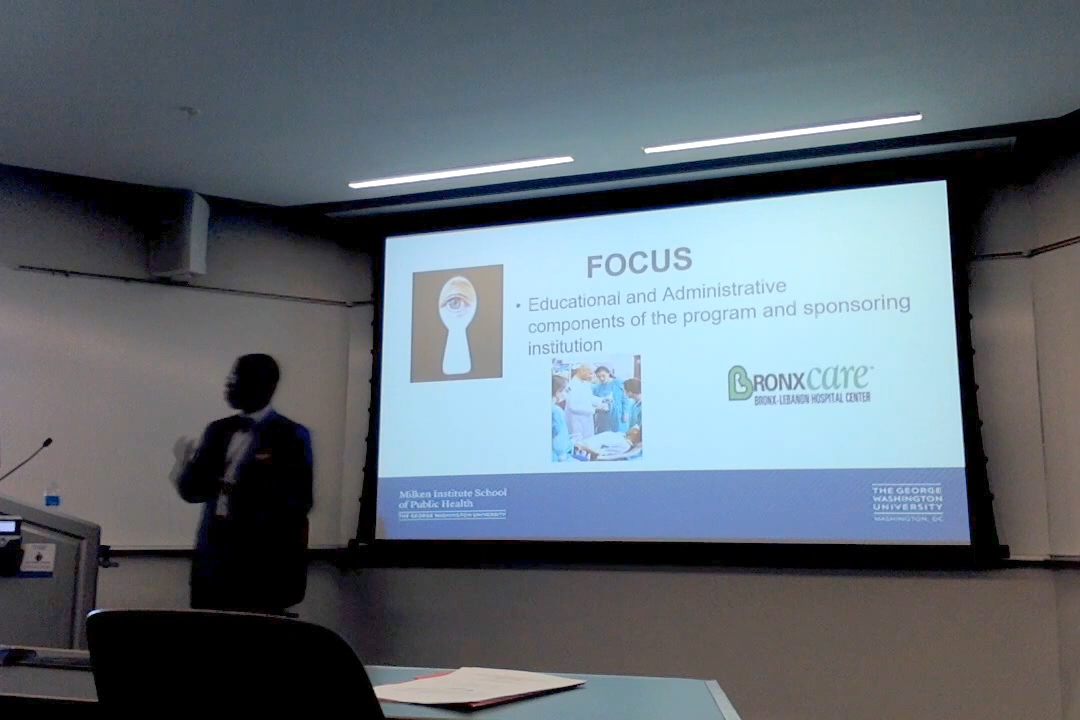 FOCUS
• Educational and Administrative
components of the program and sponsoring
institution
BRONXcare
BRONX-LEBANON HOSPITAL CENTER
Milken Institute School
of Public Health
THE GEORGE WASHINGTON UNIVERSITY
THE GEORGE
WASHINGTON
UNIVERSITY
WASHINGTON, DC